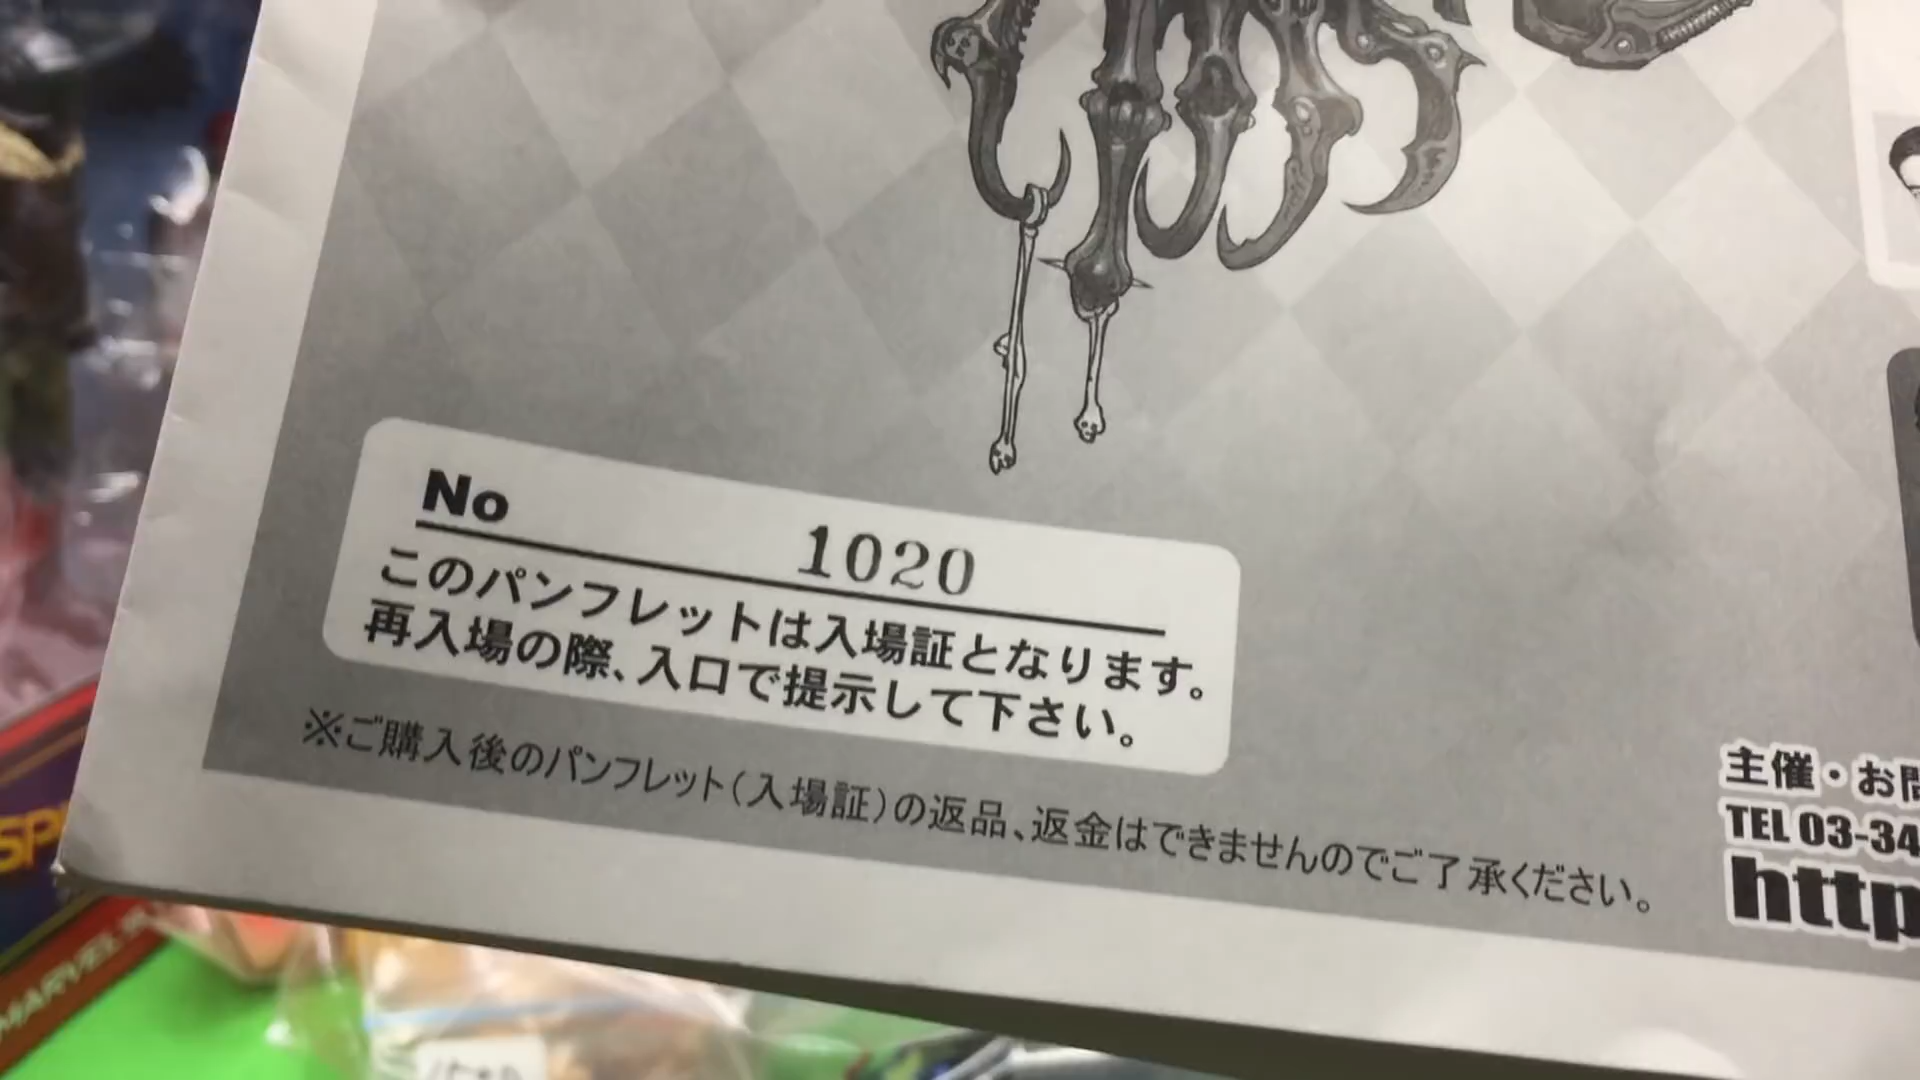 No 1020
このパンフレットは入場証となります。
再入場の際、入口で提示して下さい。
※ご購入後のパンフレット（入場証）の返品、返金はできませんのでご了承ください。
主催・お問
TEL 03-34
http
MARVEL